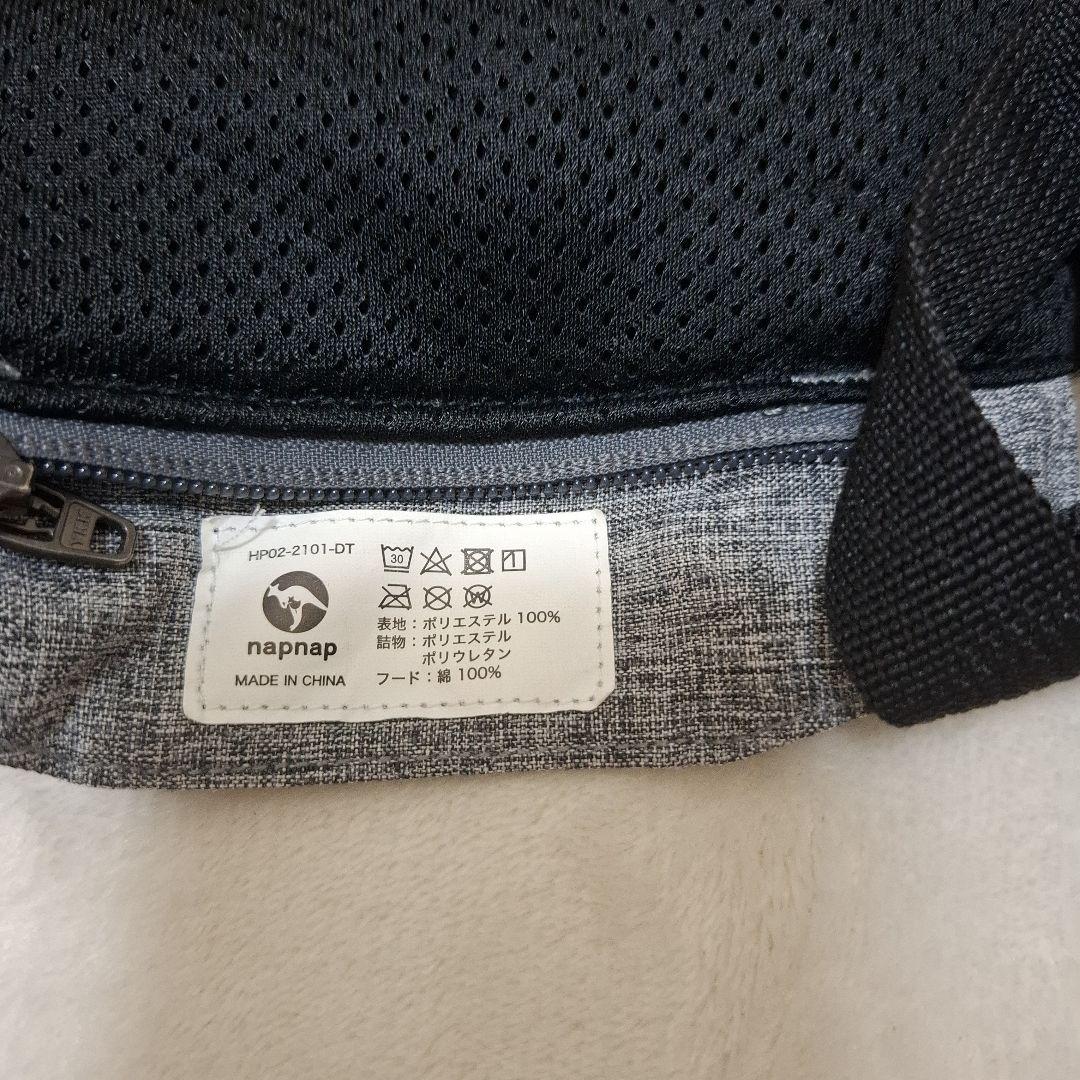 HP02-2101-DT
napnap
MADE IN CHINA
30
W
表地：ポリエステル 100%
詰物：ポリエステル
ポリウレタン
フード：綿 100%